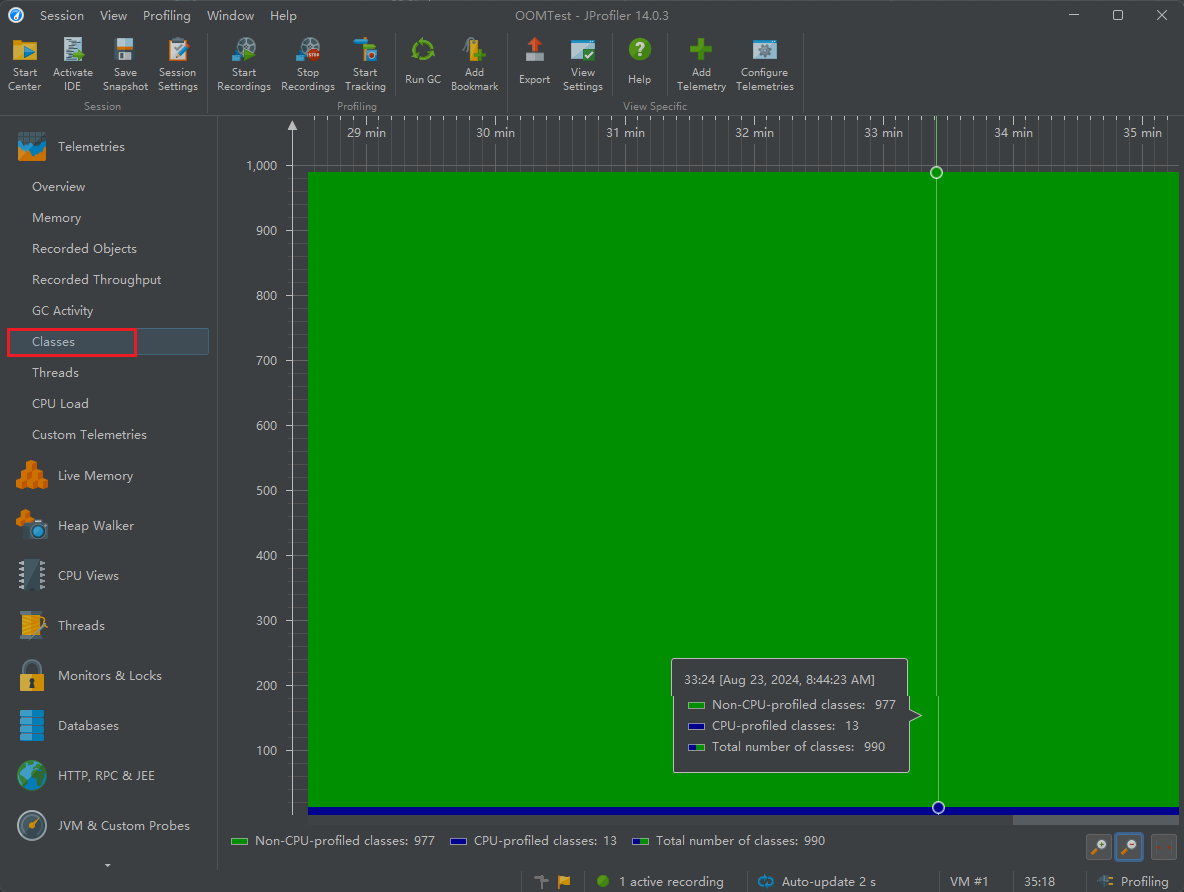 Session View Profiling Window Help
OOMTest - JProfiler 14.0.3
Start Center
Activate IDE
Save Snapshot
Session Settings
Start Recordings
Stop Recordings
Start Tracking
Run GC
Add Bookmark
Export
View Settings
Help
Add Telemetry
Configure Telemetries
Session
Profiling
View Specific
Telemetries
Overview
Memory
Recorded Objects
Recorded Throughput
GC Activity
Classes
Threads
CPU Load
Custom Telemetries
Live Memory
Heap Walker
CPU Views
Threads
Monitors & Locks
Databases
HTTP, RPC & JEE
JVM & Custom Probes
29 min 30 min 31 min 32 min 33 min 34 min 35 min
1,000
900
800
700
600
500
400
300
200
100
33:24 [Aug 23, 2024, 8:44:23 AM]
Non-CPU-profiled classes: 977
CPU-profiled classes: 13
Total number of classes: 990
Non-CPU-profiled classes: 977 CPU-profiled classes: 13 Total number of classes: 990
1 active recording
Auto-update 2 s
VM #1
35:18
Profiling